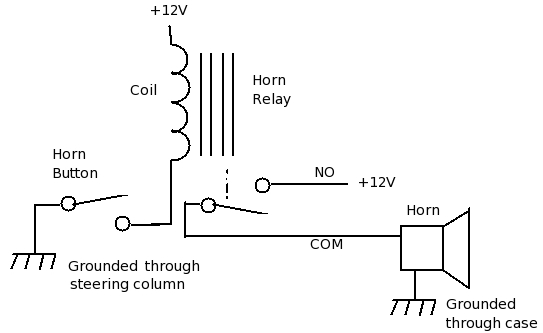 +12V
Coil
Horn
Relay
Horn
Button
NO
+12V
Horn
COM
Grounded through
steering column
Grounded
through case